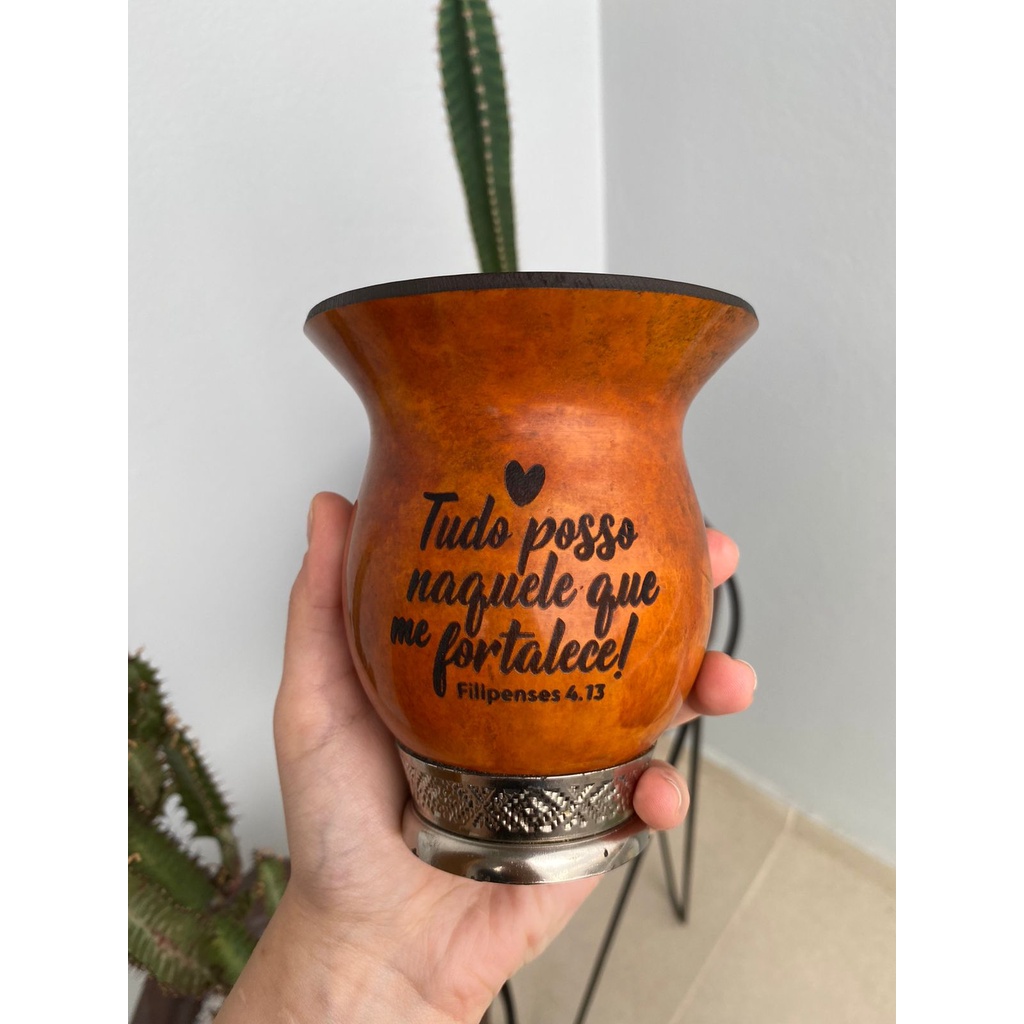 Tudo posso
naquele que
me fortalece!
Filipenses 4.13